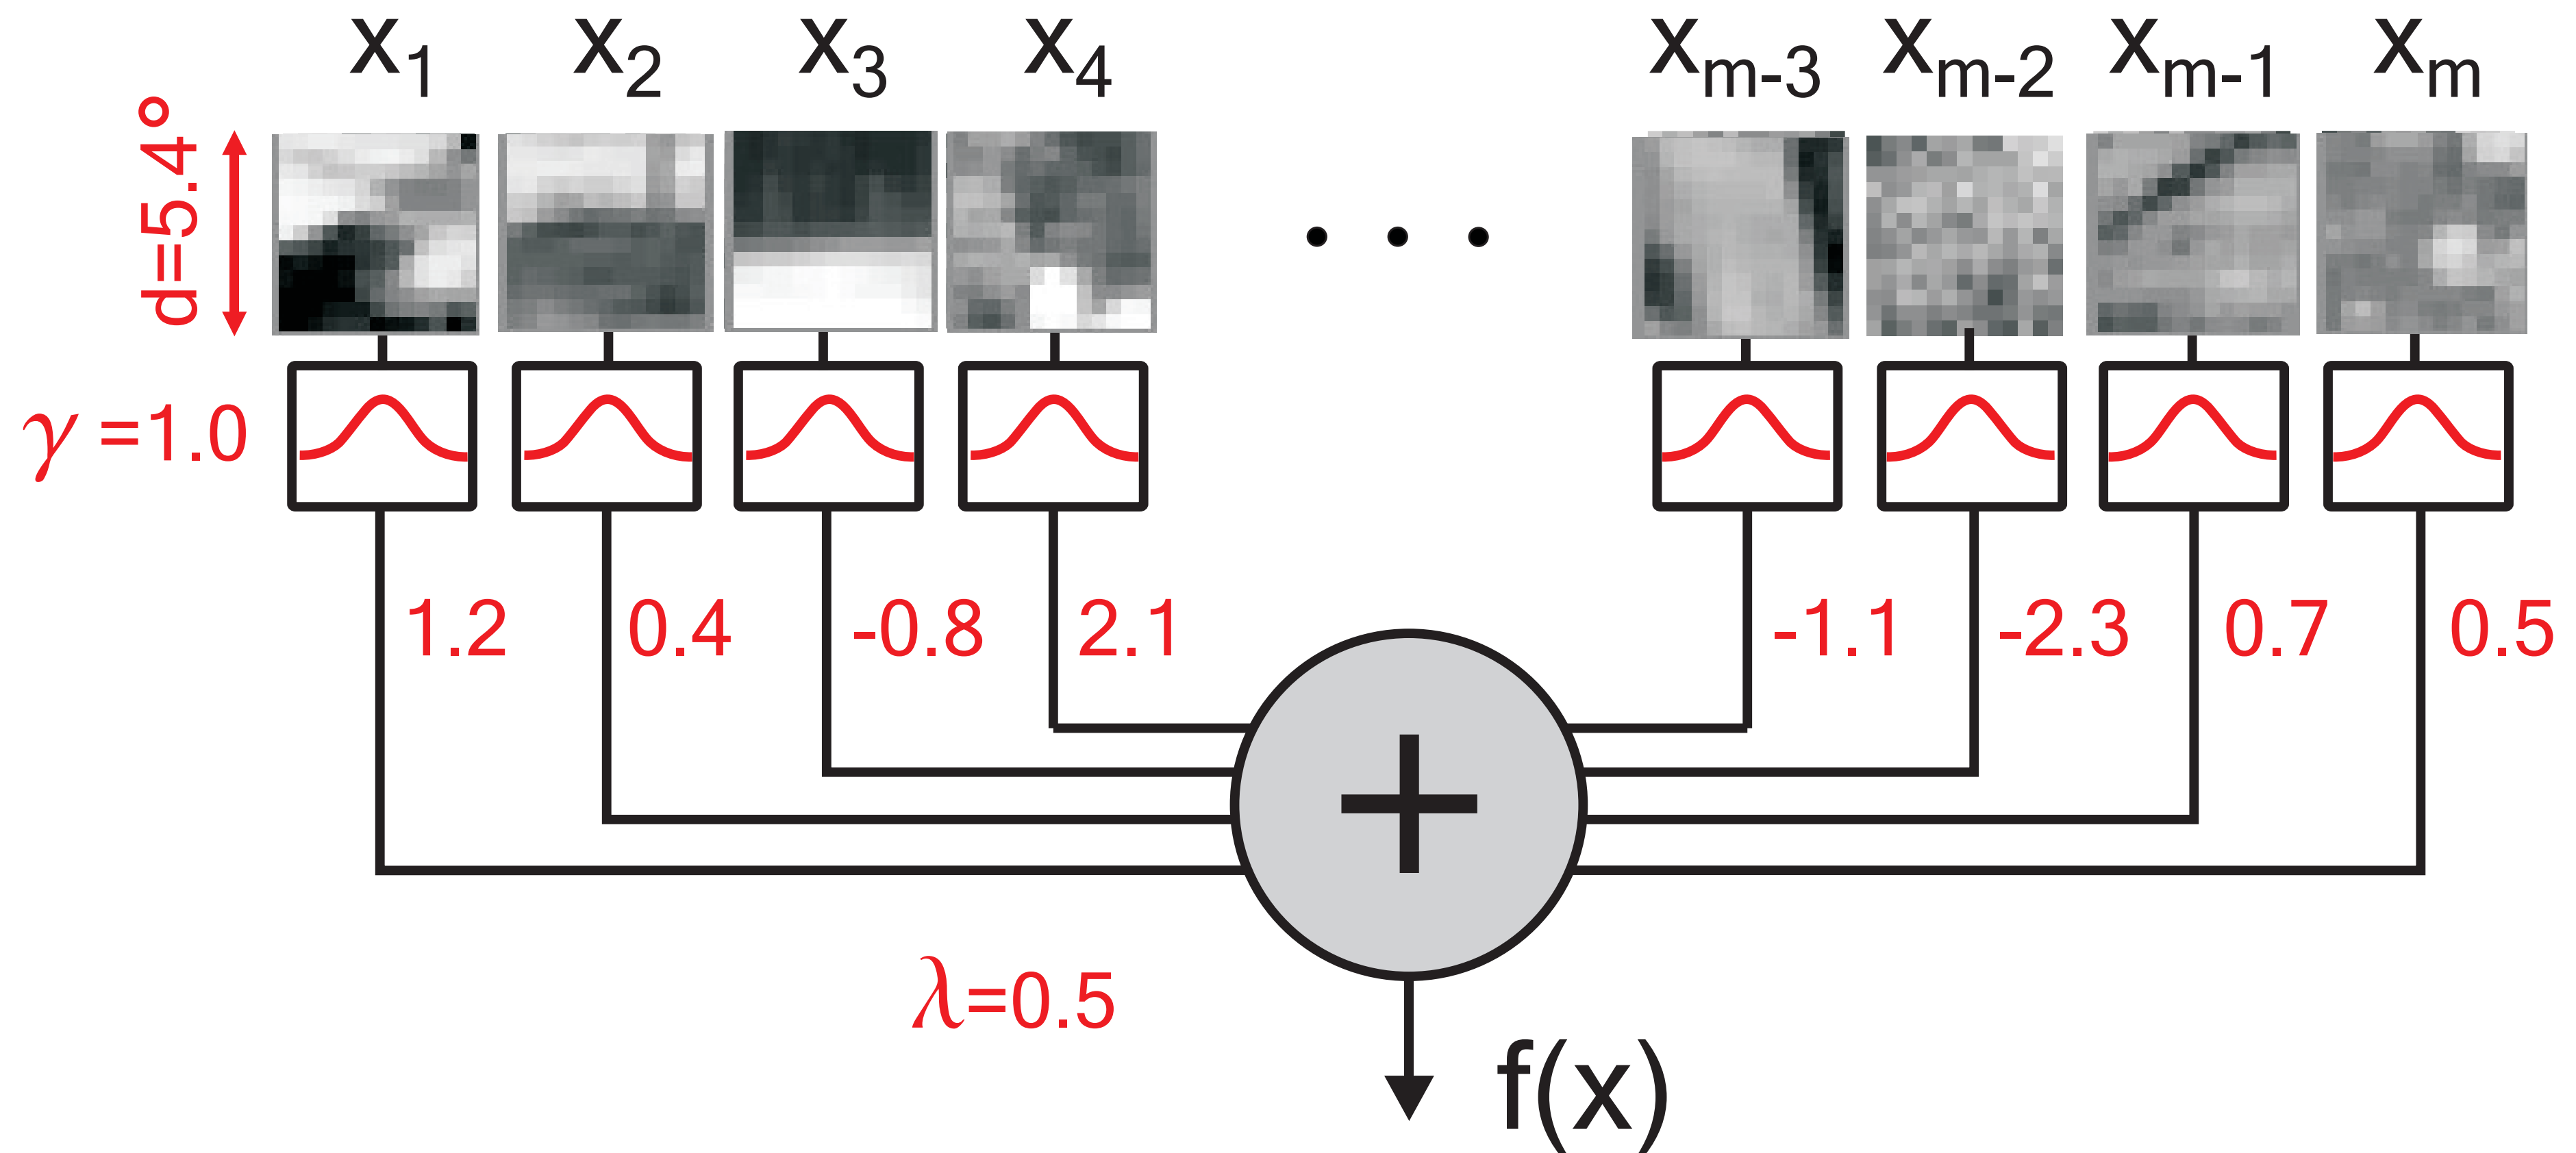 x1 x2 x3 x4 xm-3 xm-2 xm-1 xm
d=5.4°
γ =1.0
1.2 0.4 -0.8 2.1 -1.1 -2.3 0.7 0.5
+
λ=0.5
f(x)